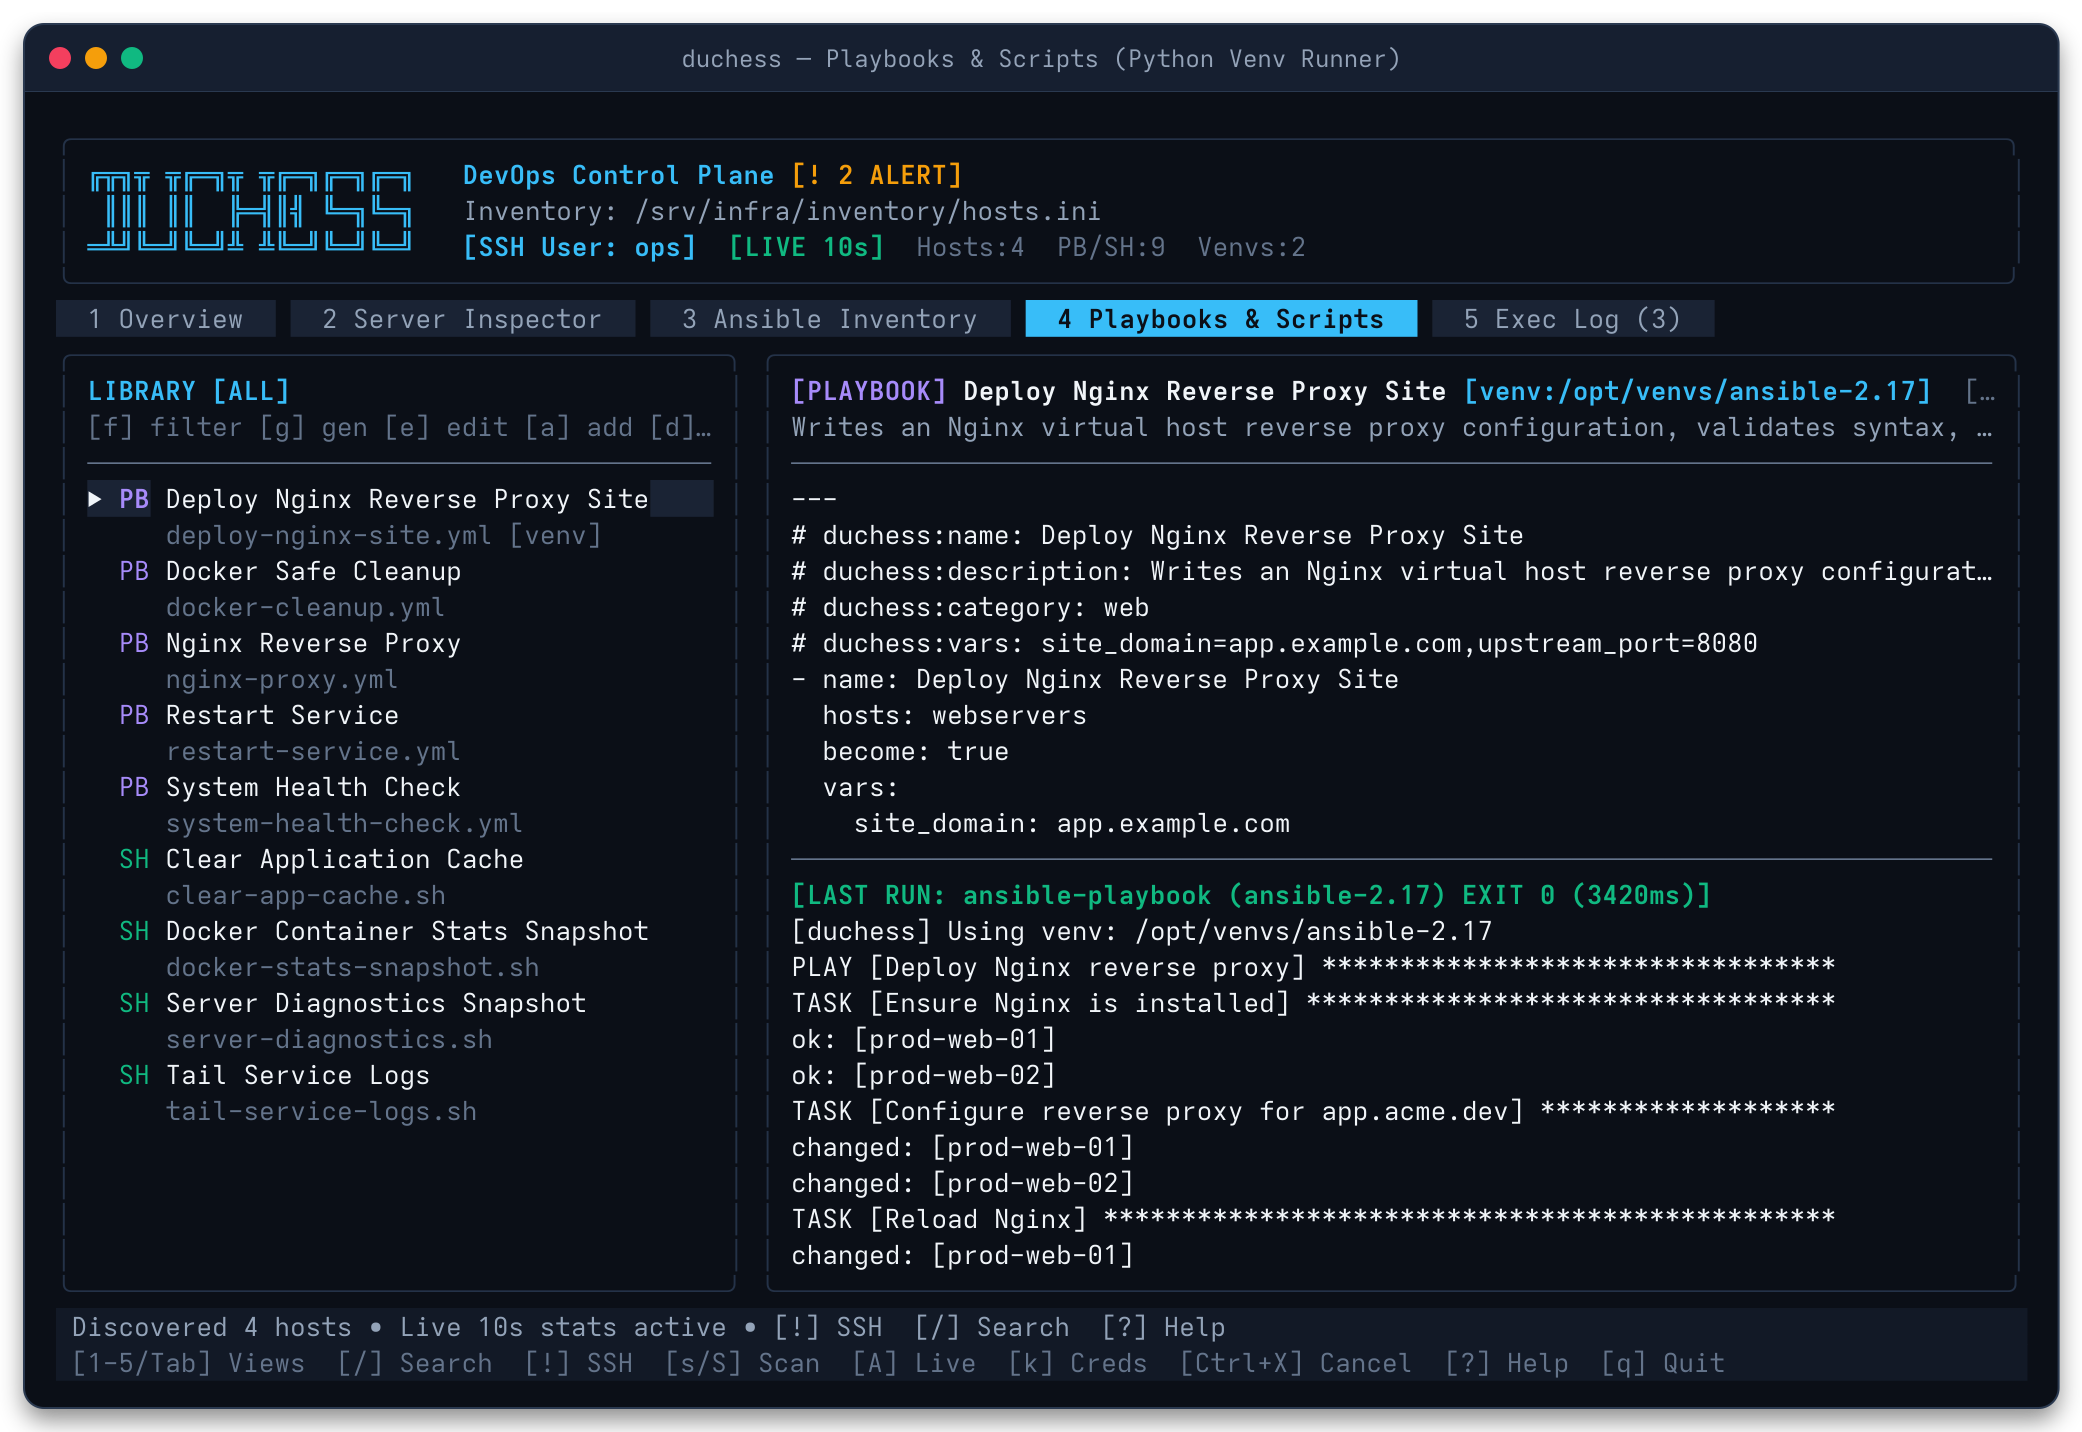 duchess — Playbooks & Scripts (Python Venv Runner)
DevOps Control Plane [! 2 ALERT]
Inventory: /srv/infra/inventory/hosts.ini
[SSH User: ops]  [LIVE 10s]  Hosts:4  PB/SH:9  Venvs:2
1 Overview  2 Server Inspector  3 Ansible Inventory  4 Playbooks & Scripts  5 Exec Log (3)
LIBRARY [ALL]
[f] filter [g] gen [e] edit [a] add [d]…
▶ PB Deploy Nginx Reverse Proxy Site
deploy-nginx-site.yml [venv]
PB Docker Safe Cleanup
docker-cleanup.yml
PB Nginx Reverse Proxy
nginx-proxy.yml
PB Restart Service
restart-service.yml
PB System Health Check
system-health-check.yml
SH Clear Application Cache
clear-app-cache.sh
SH Docker Container Stats Snapshot
docker-stats-snapshot.sh
SH Server Diagnostics Snapshot
server-diagnostics.sh
SH Tail Service Logs
tail-service-logs.sh
[PLAYBOOK] Deploy Nginx Reverse Proxy Site [venv:/opt/venvs/ansible-2.17]  […
Writes an Nginx virtual host reverse proxy configuration, validates syntax, …
---
# duchess:name: Deploy Nginx Reverse Proxy Site
# duchess:description: Writes an Nginx virtual host reverse proxy configurat…
# duchess:category: web
# duchess:vars: site_domain=app.example.com,upstream_port=8080
- name: Deploy Nginx Reverse Proxy Site
  hosts: webservers
  become: true
  vars:
    site_domain: app.example.com
[LAST RUN: ansible-playbook (ansible-2.17) EXIT 0 (3420ms)]
[duchess] Using venv: /opt/venvs/ansible-2.17
PLAY [Deploy Nginx reverse proxy] *********************************
TASK [Ensure Nginx is installed] **********************************
ok: [prod-web-01]
ok: [prod-web-02]
TASK [Configure reverse proxy for app.acme.dev] *******************
changed: [prod-web-01]
changed: [prod-web-02]
TASK [Reload Nginx] ***********************************************
changed: [prod-web-01]
Discovered 4 hosts • Live 10s stats active • [!] SSH  [/] Search  [?] Help
[1-5/Tab] Views  [/] Search  [!] SSH  [s/S] Scan  [A] Live  [k] Creds  [Ctrl+X] Cancel  [?] Help  [q] Quit